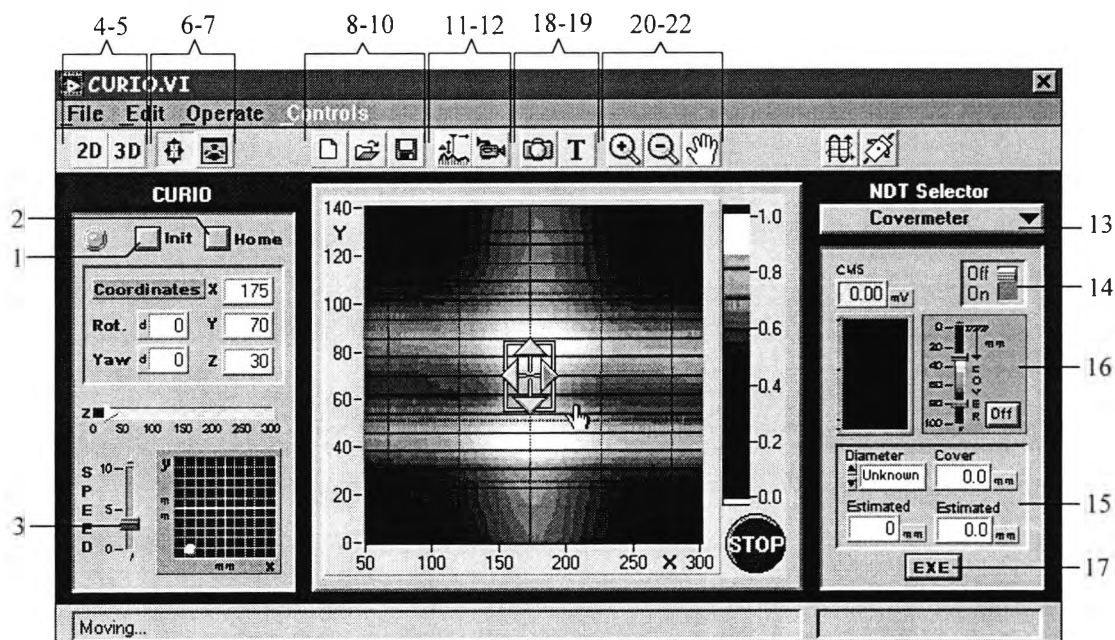 4-5 6-7 8-10 11-12 18-19 20-22
CURIO.VI
File Edit Operate Controls
2D 3D T
CURIO
2
1
Init Home
Coordinates X 175
Rot. d 0 Y 70
Yaw d 0 Z 30
Z
0 50 100 150 200 250 300
SPEED
10
5
0
3
y
mm
mm x
140
Y
120
100
80
60
40
20
0
50 100 150 200 250 X 300
1.0
0.8
0.6
0.4
0.2
0.0
STOP
NDT Selector
Covermeter
13
CMS
0.00 mV
Off
On
14
0
20
40
60
80
100
mm
COVER
Off
16
Diameter Cover
Unknown 0.0 mm
Estimated Estimated
0 mm 0.0 mm
15
EXE
17
Moving...